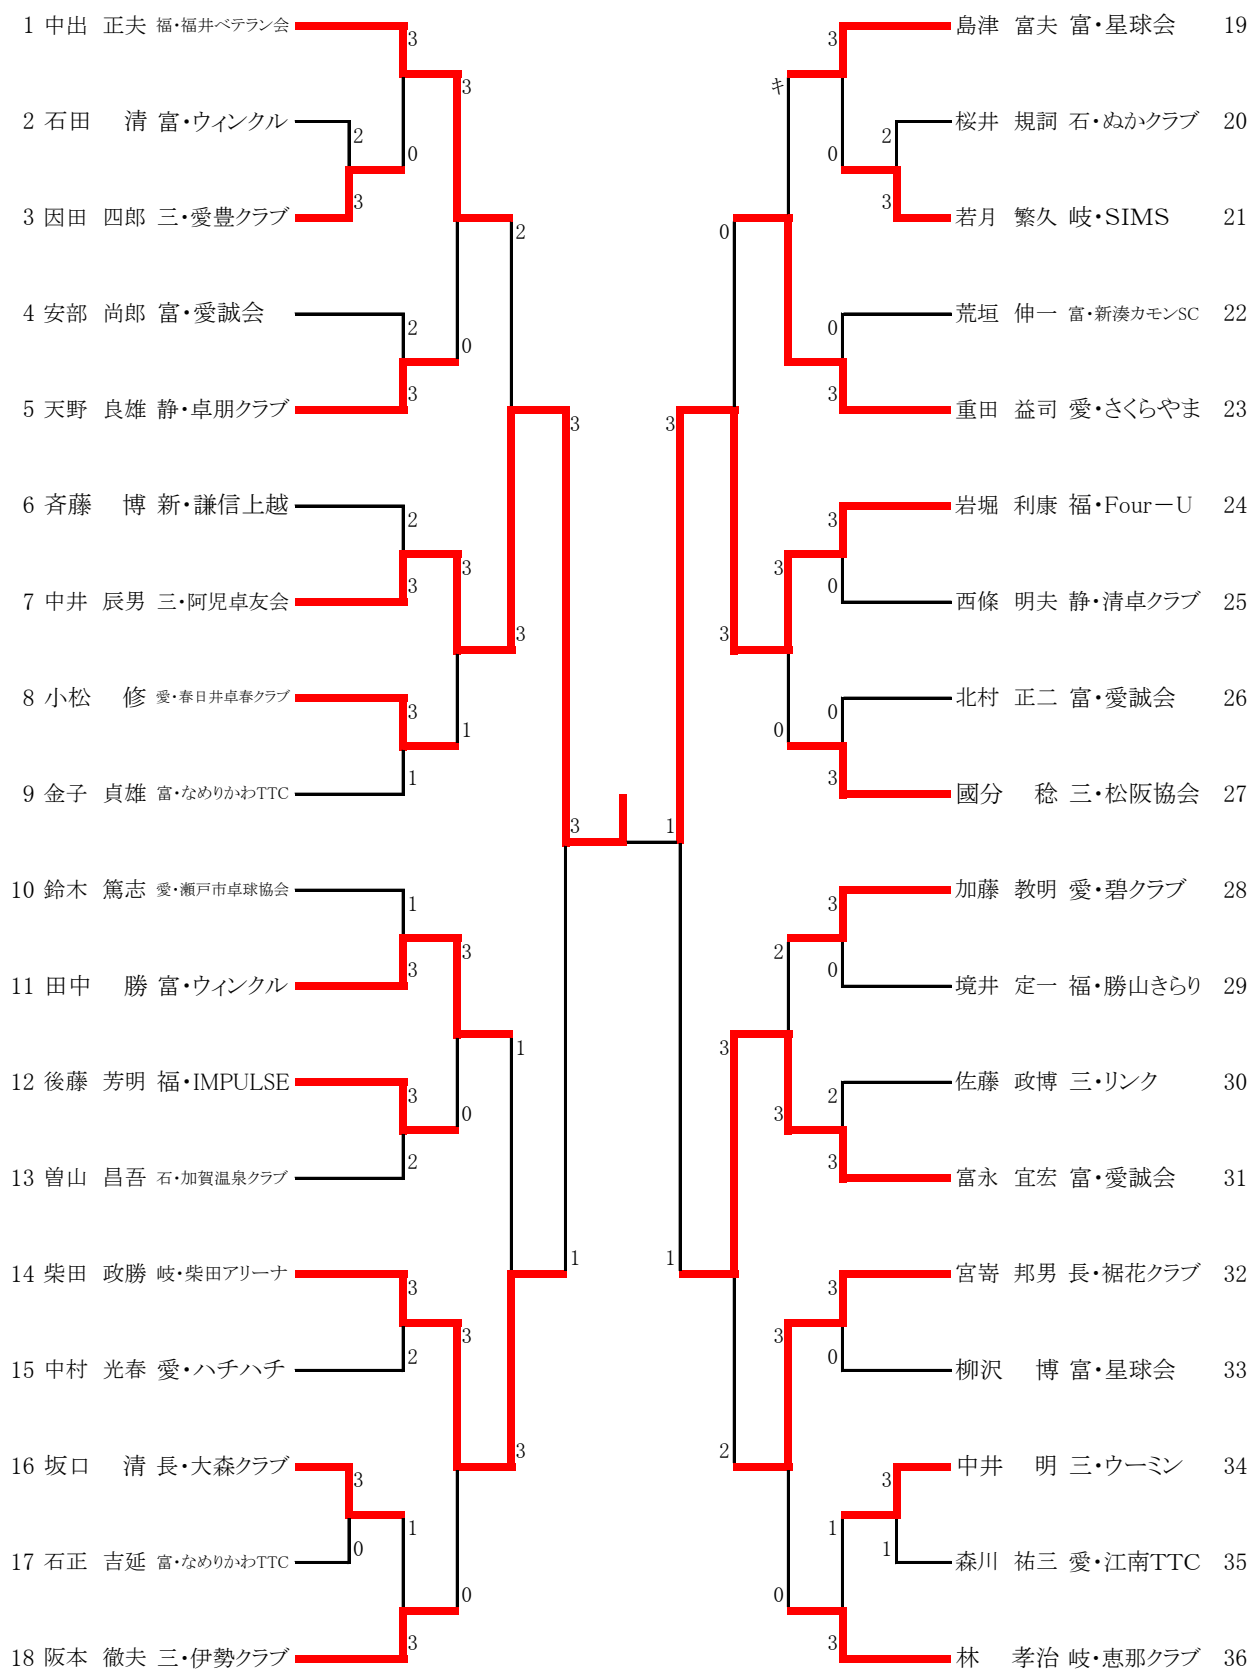 1 中出 正夫 福・福井ベテラン会
3
3
2 石田 清 富・ウィンクル
2
0
3
3 因田 四郎 三・愛豊クラブ
2
4 安部 尚郎 富・愛誠会
2
0
3
5 天野 良雄 静・卓朋クラブ
3
6 斉藤 博 新・謙信上越
2
3
3
7 中井 辰男 三・阿児卓友会
3
8 小松 修 愛・春日井卓春クラブ
3
1
1
9 金子 貞雄 富・なめりかわTTC
3
10 鈴木 篤志 愛・瀬戸市卓球協会
1
3
3
11 田中 勝 富・ウィンクル
1
12 後藤 芳明 福・IMPULSE
3
0
2
13 曽山 昌吾 石・加賀温泉クラブ
1
14 柴田 政勝 岐・柴田アリーナ
3
3
2
15 中村 光春 愛・ハチハチ
3
16 坂口 清 長・大森クラブ
3
1
0
17 石正 吉延 富・なめりかわTTC
0
3
18 阪本 徹夫 三・伊勢クラブ
島津 富夫 富・星球会 19
3
キ
桜井 規詞 石・ぬかクラブ 20
2
0
3
若月 繁久 岐・SIMS 21
0
荒垣 伸一 富・新湊カモンSC 22
0
3
重田 益司 愛・さくらやま 23
3
岩堀 利康 福・Four－U 24
3
3
0
西條 明夫 静・清卓クラブ 25
3
北村 正二 富・愛誠会 26
0
0
3
國分 稔 三・松阪協会 27
1
加藤 教明 愛・碧クラブ 28
3
2
0
境井 定一 福・勝山きらり 29
3
佐藤 政博 三・リンク 30
2
3
3
富永 宜宏 富・愛誠会 31
1
宮嵜 邦男 長・裾花クラブ 32
3
3
0
柳沢 博 富・星球会 33
2
中井 明 三・ウーミン 34
3
1
1
森川 祐三 愛・江南TTC 35
0
3
林 孝治 岐・恵那クラブ 36